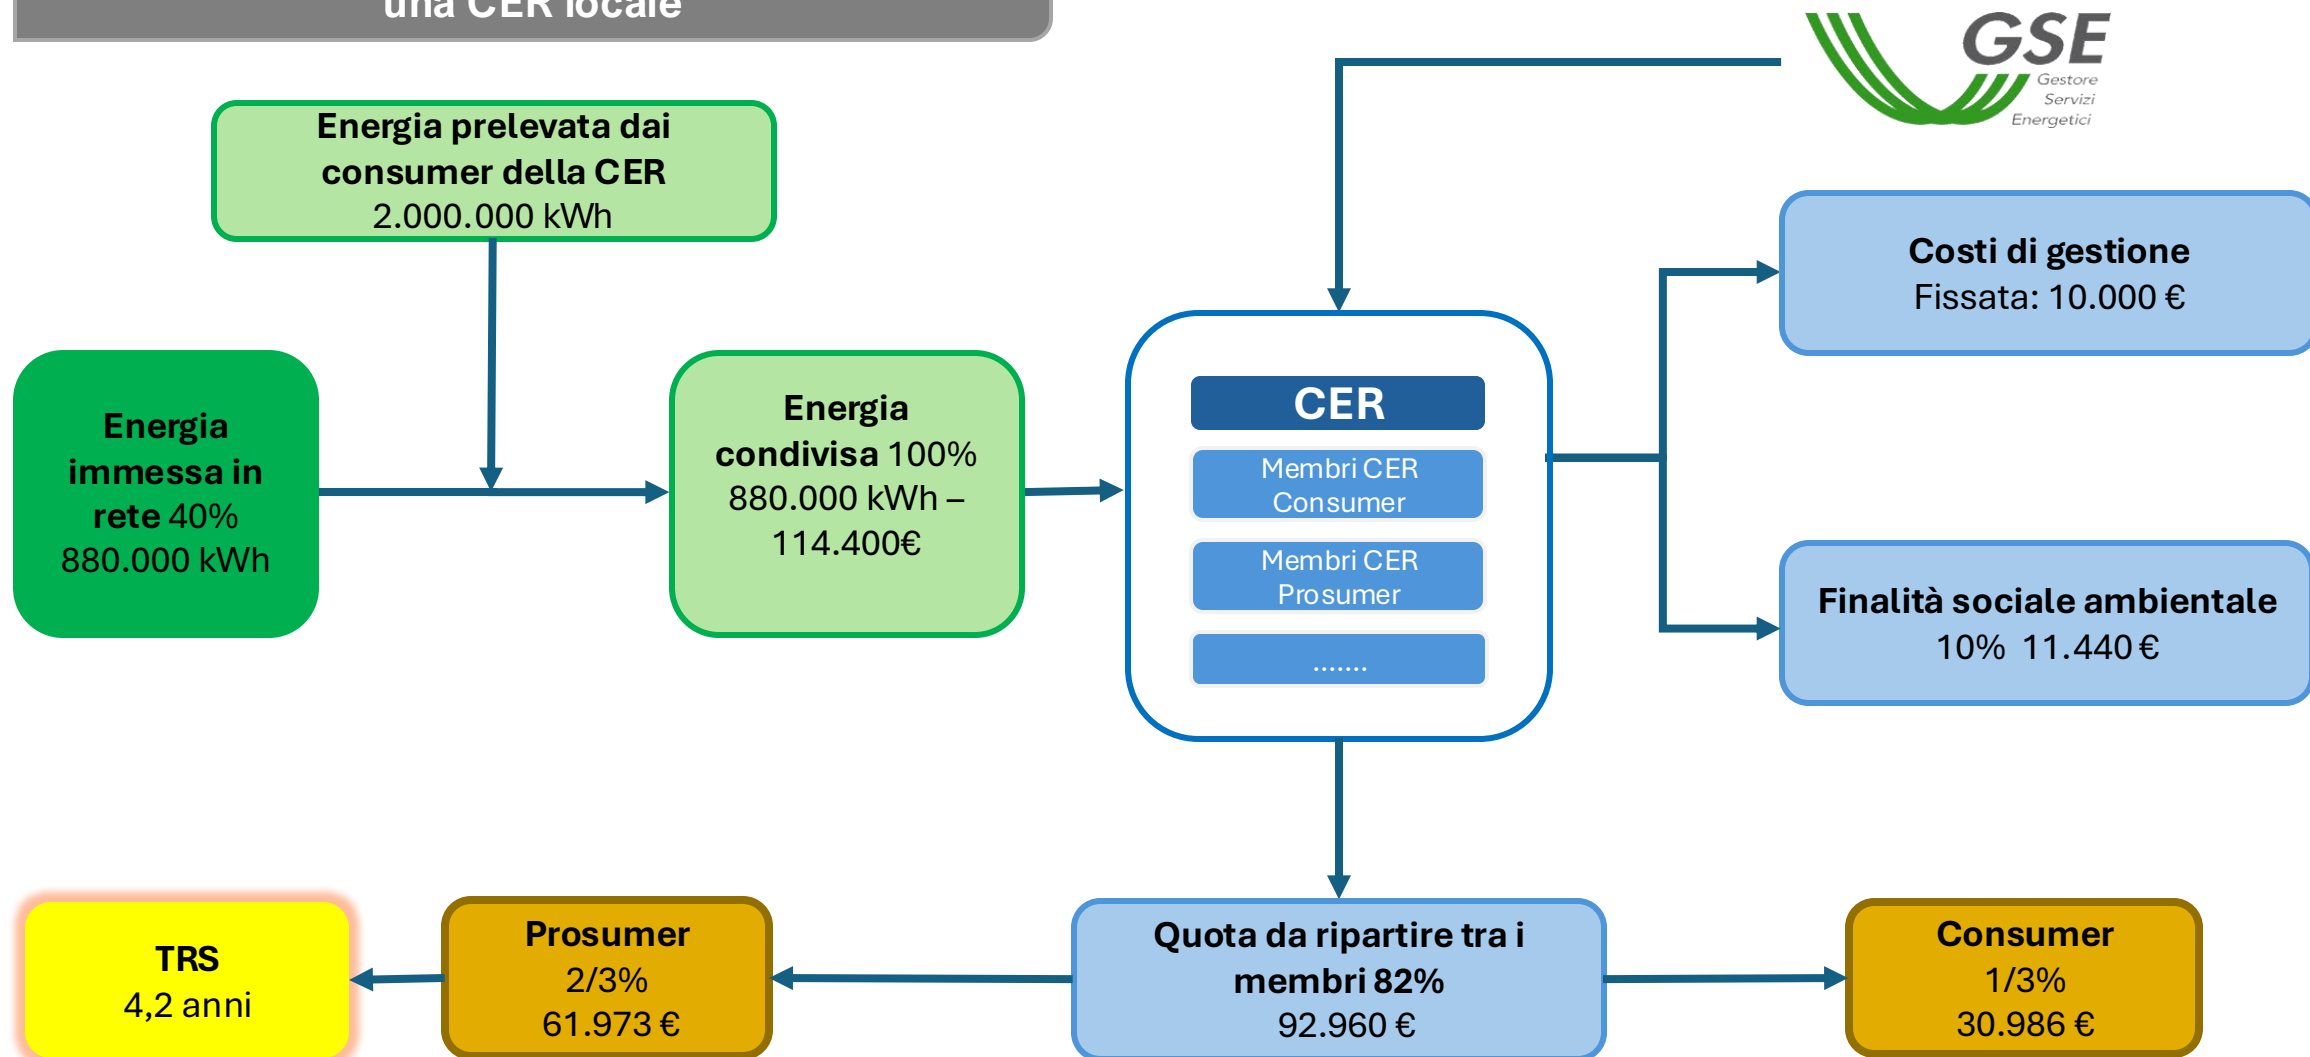 una CER locale
GSE
Gestore
Servizi
Energetici
Energia prelevata dai
consumer della CER
2.000.000 kWh
Costi di gestione
Fissata: 10.000 €
Energia
immessa in
rete 40%
880.000 kWh
Energia
condivisa 100%
880.000 kWh –
114.400€
CER
Membri CER
Consumer
Membri CER
Prosumer
.......
Finalità sociale ambientale
10% 11.440 €
TRS
4,2 anni
Prosumer
2/3%
61.973 €
Quota da ripartire tra i
membri 82%
92.960 €
Consumer
1/3%
30.986 €